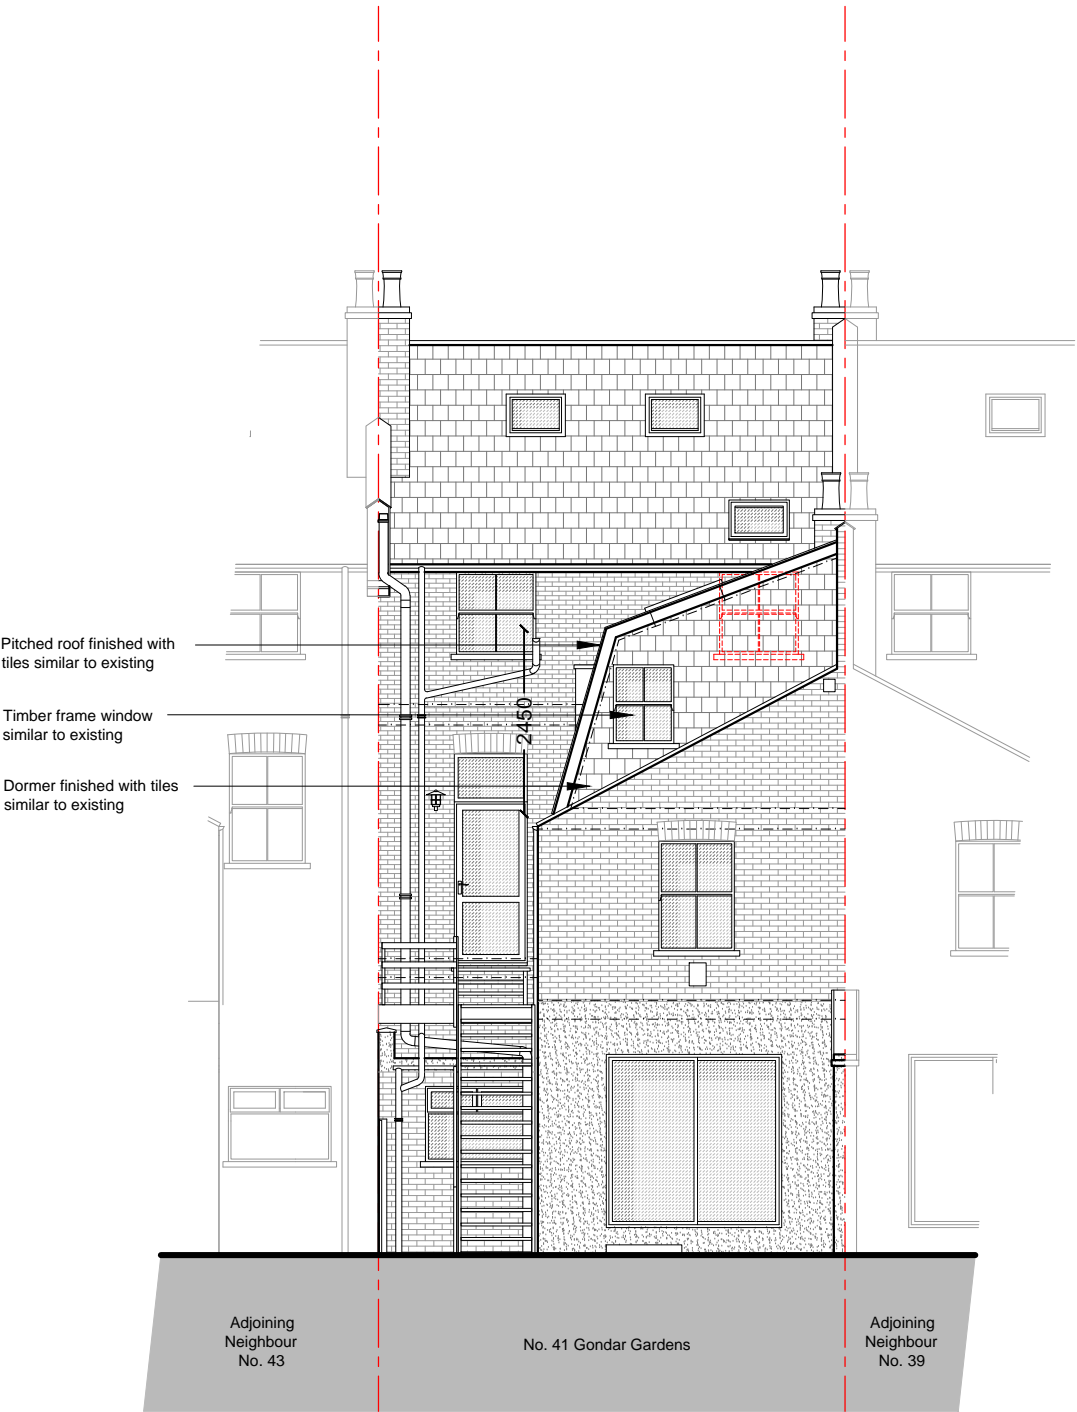 Pitched roof finished with
tiles similar to existing
Timber frame window
similar to existing
2450
Dormer finished with tiles
similar to existing
Adjoining
Neighbour
No. 43
No. 41 Gondar Gardens
Adjoining
Neighbour
No. 39